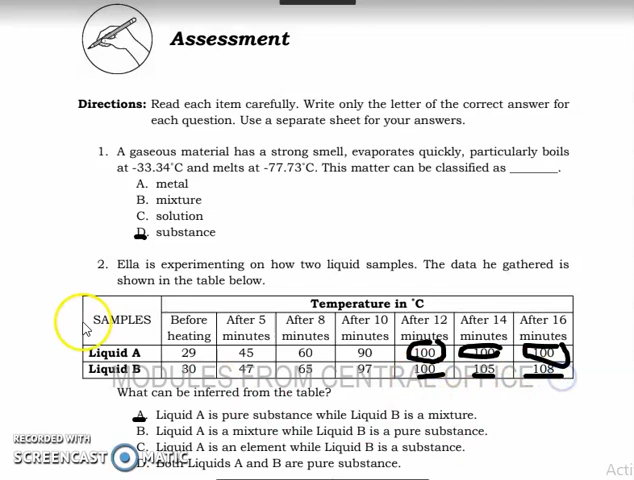 Assessment
Directions: Read each item carefully. Write only the letter of the correct answer for
each question. Use a separate sheet for your answers.
1. A gaseous material has a strong smell, evaporates quickly, particularly boils
at -33.34˚C and melts at -77.73˚C. This matter can be classified as _______.
A. metal
B. mixture
C. solution
D. substance
2. Ella is experimenting on how two liquid samples. The data he gathered is
shown in the table below.
Temperature in ˚C
SAMPLES Before heating After 5 minutes After 8 minutes After 10 minutes After 12 minutes After 14 minutes After 16 minutes
Liquid A 29 45 60 90 100 100 100
Liquid B 30 47 65 97 100 105 108
MODULES FROM CENTRAL OFFICE
What can be inferred from the table?
A. Liquid A is pure substance while Liquid B is a mixture.
B. Liquid A is a mixture while Liquid B is a pure substance.
C. Liquid A is an element while Liquid B is a substance.
D. Both Liquids A and B are pure substance.
RECORDED WITH
SCREENCAST MATIC
Acti